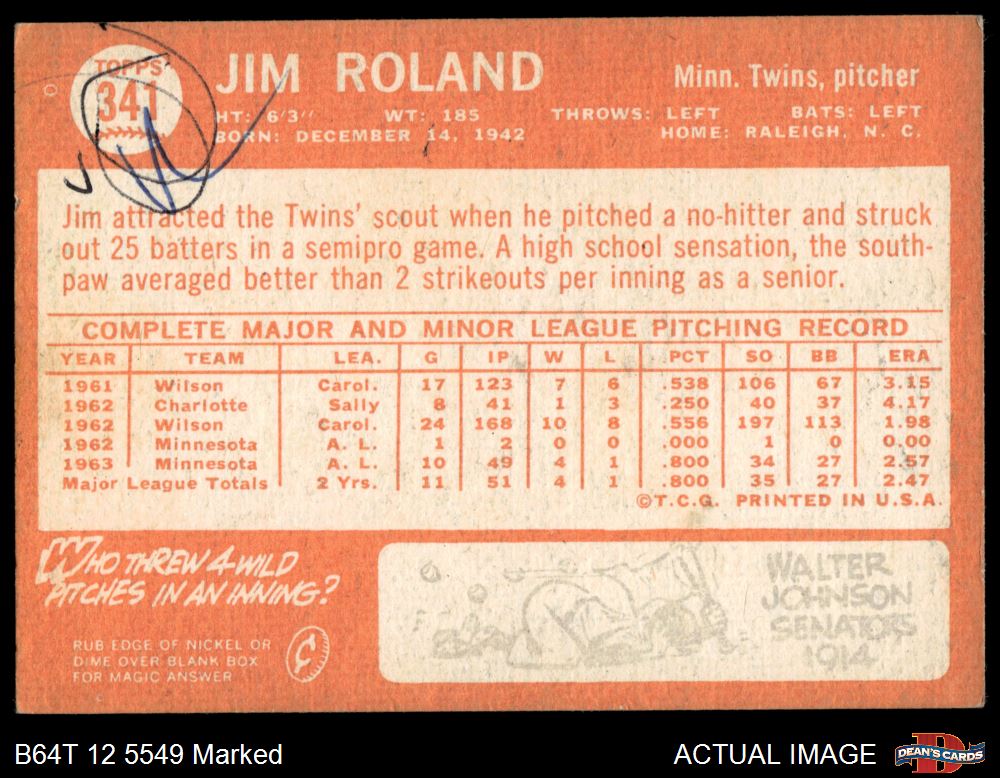 TOPPS
341
JIM ROLAND
Minn. Twins, pitcher
HT: 6'3" WT: 185 THROWS: LEFT BATS: LEFT
BORN: DECEMBER 14, 1942 HOME: RALEIGH, N. C.
Jim attracted the Twins' scout when he pitched a no-hitter and struck
out 25 batters in a semipro game. A high school sensation, the south-
paw averaged better than 2 strikeouts per inning as a senior.
COMPLETE MAJOR AND MINOR LEAGUE PITCHING RECORD
YEAR TEAM LEA. G IP W L PCT SO BB ERA
1961 Wilson Carol. 17 123 7 6 .538 106 67 3.15
1962 Charlotte Sally 8 41 1 3 .250 40 37 4.17
1962 Wilson Carol. 24 168 10 8 .556 197 113 1.98
1962 Minnesota A. L. 1 2 0 0 .000 1 0 0.00
1963 Minnesota A. L. 10 49 4 1 .800 34 27 2.57
Major League Totals 2 Yrs. 11 51 4 1 .800 35 27 2.47
©T.C.G. PRINTED IN U.S.A.
WHO THREW 4 WILD
PITCHES IN AN INNING?
RUB EDGE OF NICKEL OR
DIME OVER BLANK BOX
FOR MAGIC ANSWER
WALTER
JOHNSON
SENATORS
1914
B64T 12 5549 Marked
ACTUAL IMAGE
DEAN'S CARDS